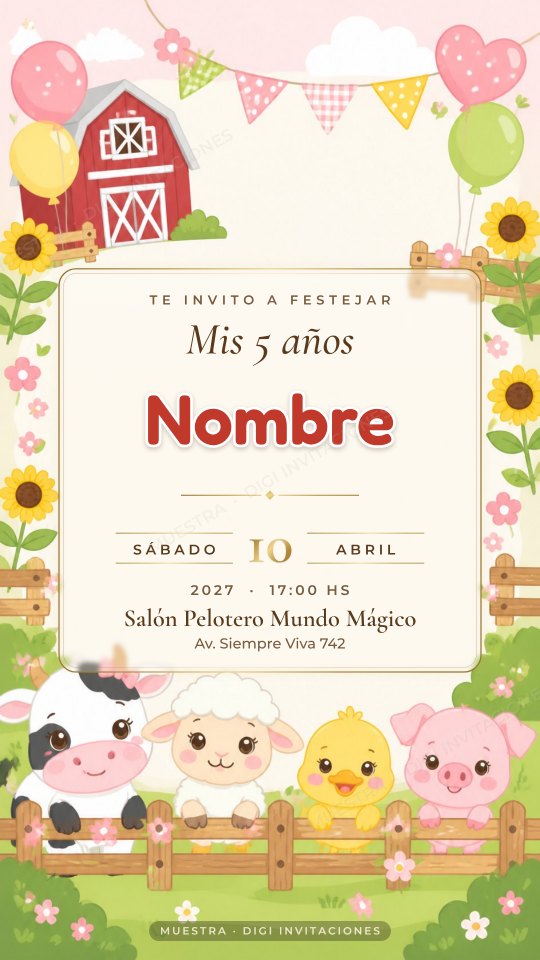 TE INVITO A FESTEJAR
Mis 5 años
Nombre
SÁBADO 10 ABRIL
2027 · 17:00 HS
Salón Pelotero Mundo Mágico
Av. Siempre Viva 742
MUESTRA · DIGI INVITACIONES